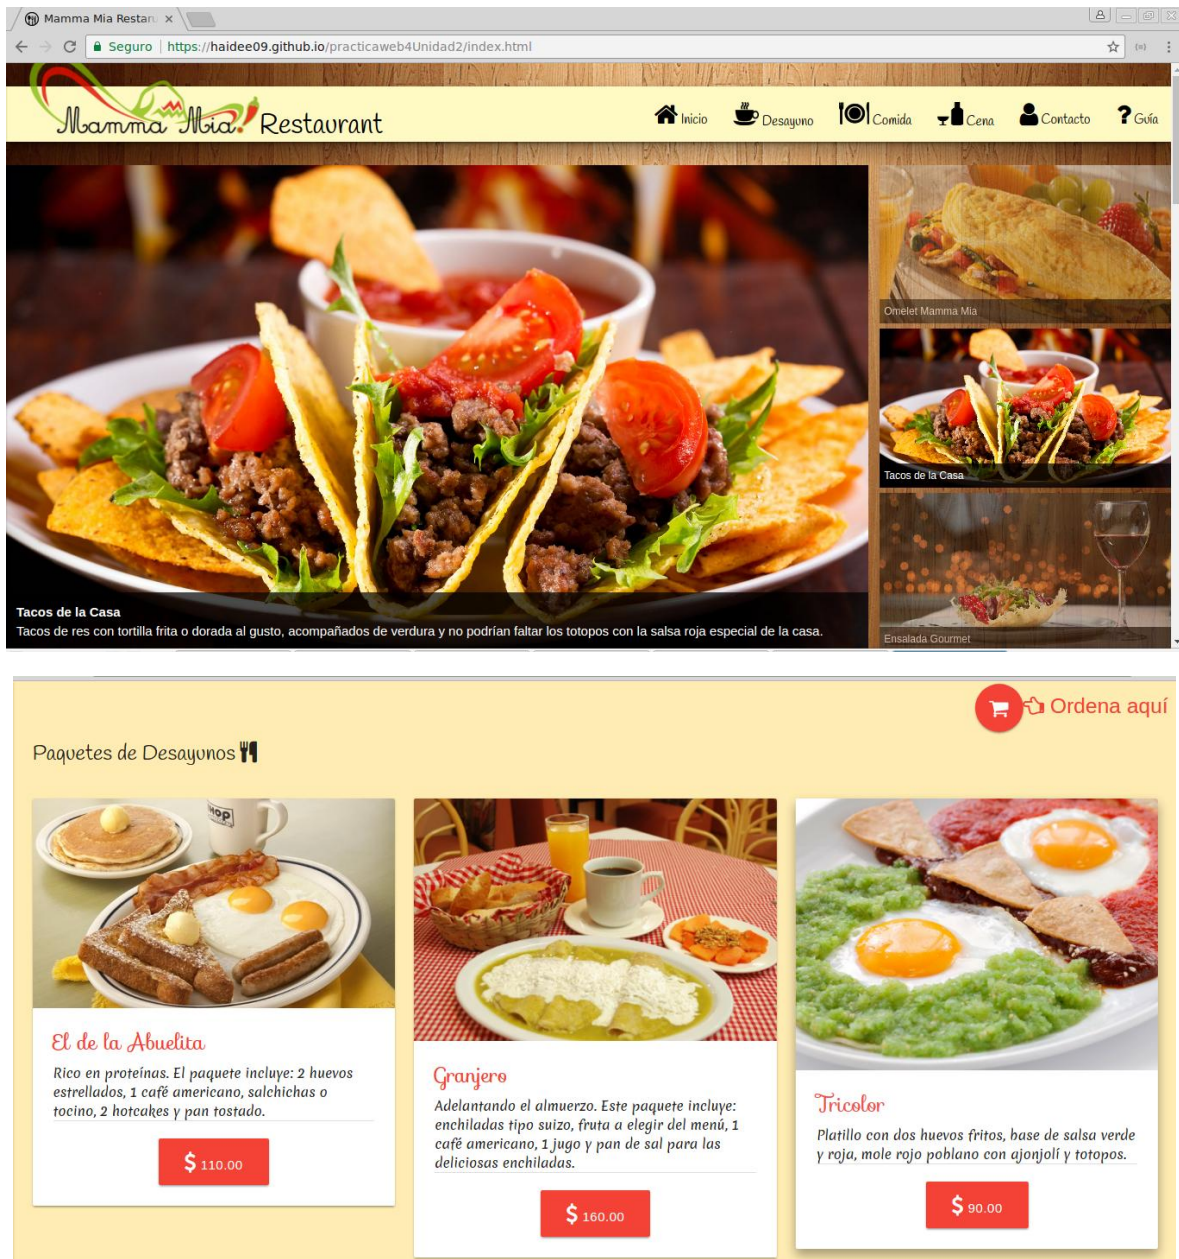 Mamma Mia Restau
Seguro https://haidee09.github.io/practicaweb4Unidad2/index.html
Mamma Mia! Restaurant
Inicio Desayuno Comida Cena Contacto ? Guía
Omelet Mamma Mia
Tacos de la Casa
Ensalada Gourmet
Tacos de la Casa
Tacos de res con tortilla frita o dorada al gusto, acompañados de verdura y no podrían faltar los totopos con la salsa roja especial de la casa.
Ordena aquí
Paquetes de Desayunos
HOP
El de la Abuelita
Rico en proteínas. El paquete incluye: 2 huevos
estrellados, 1 café americano, salchichas o
tocino, 2 hotcakes y pan tostado.
$ 110.00
Granjero
Adelantando el almuerzo. Este paquete incluye:
enchiladas tipo suizo, fruta a elegir del menú, 1
café americano, 1 jugo y pan de sal para las
deliciosas enchiladas.
$ 160.00
Tricolor
Platillo con dos huevos fritos, base de salsa verde
y roja, mole rojo poblano con ajonjolí y totopos.
$ 90.00